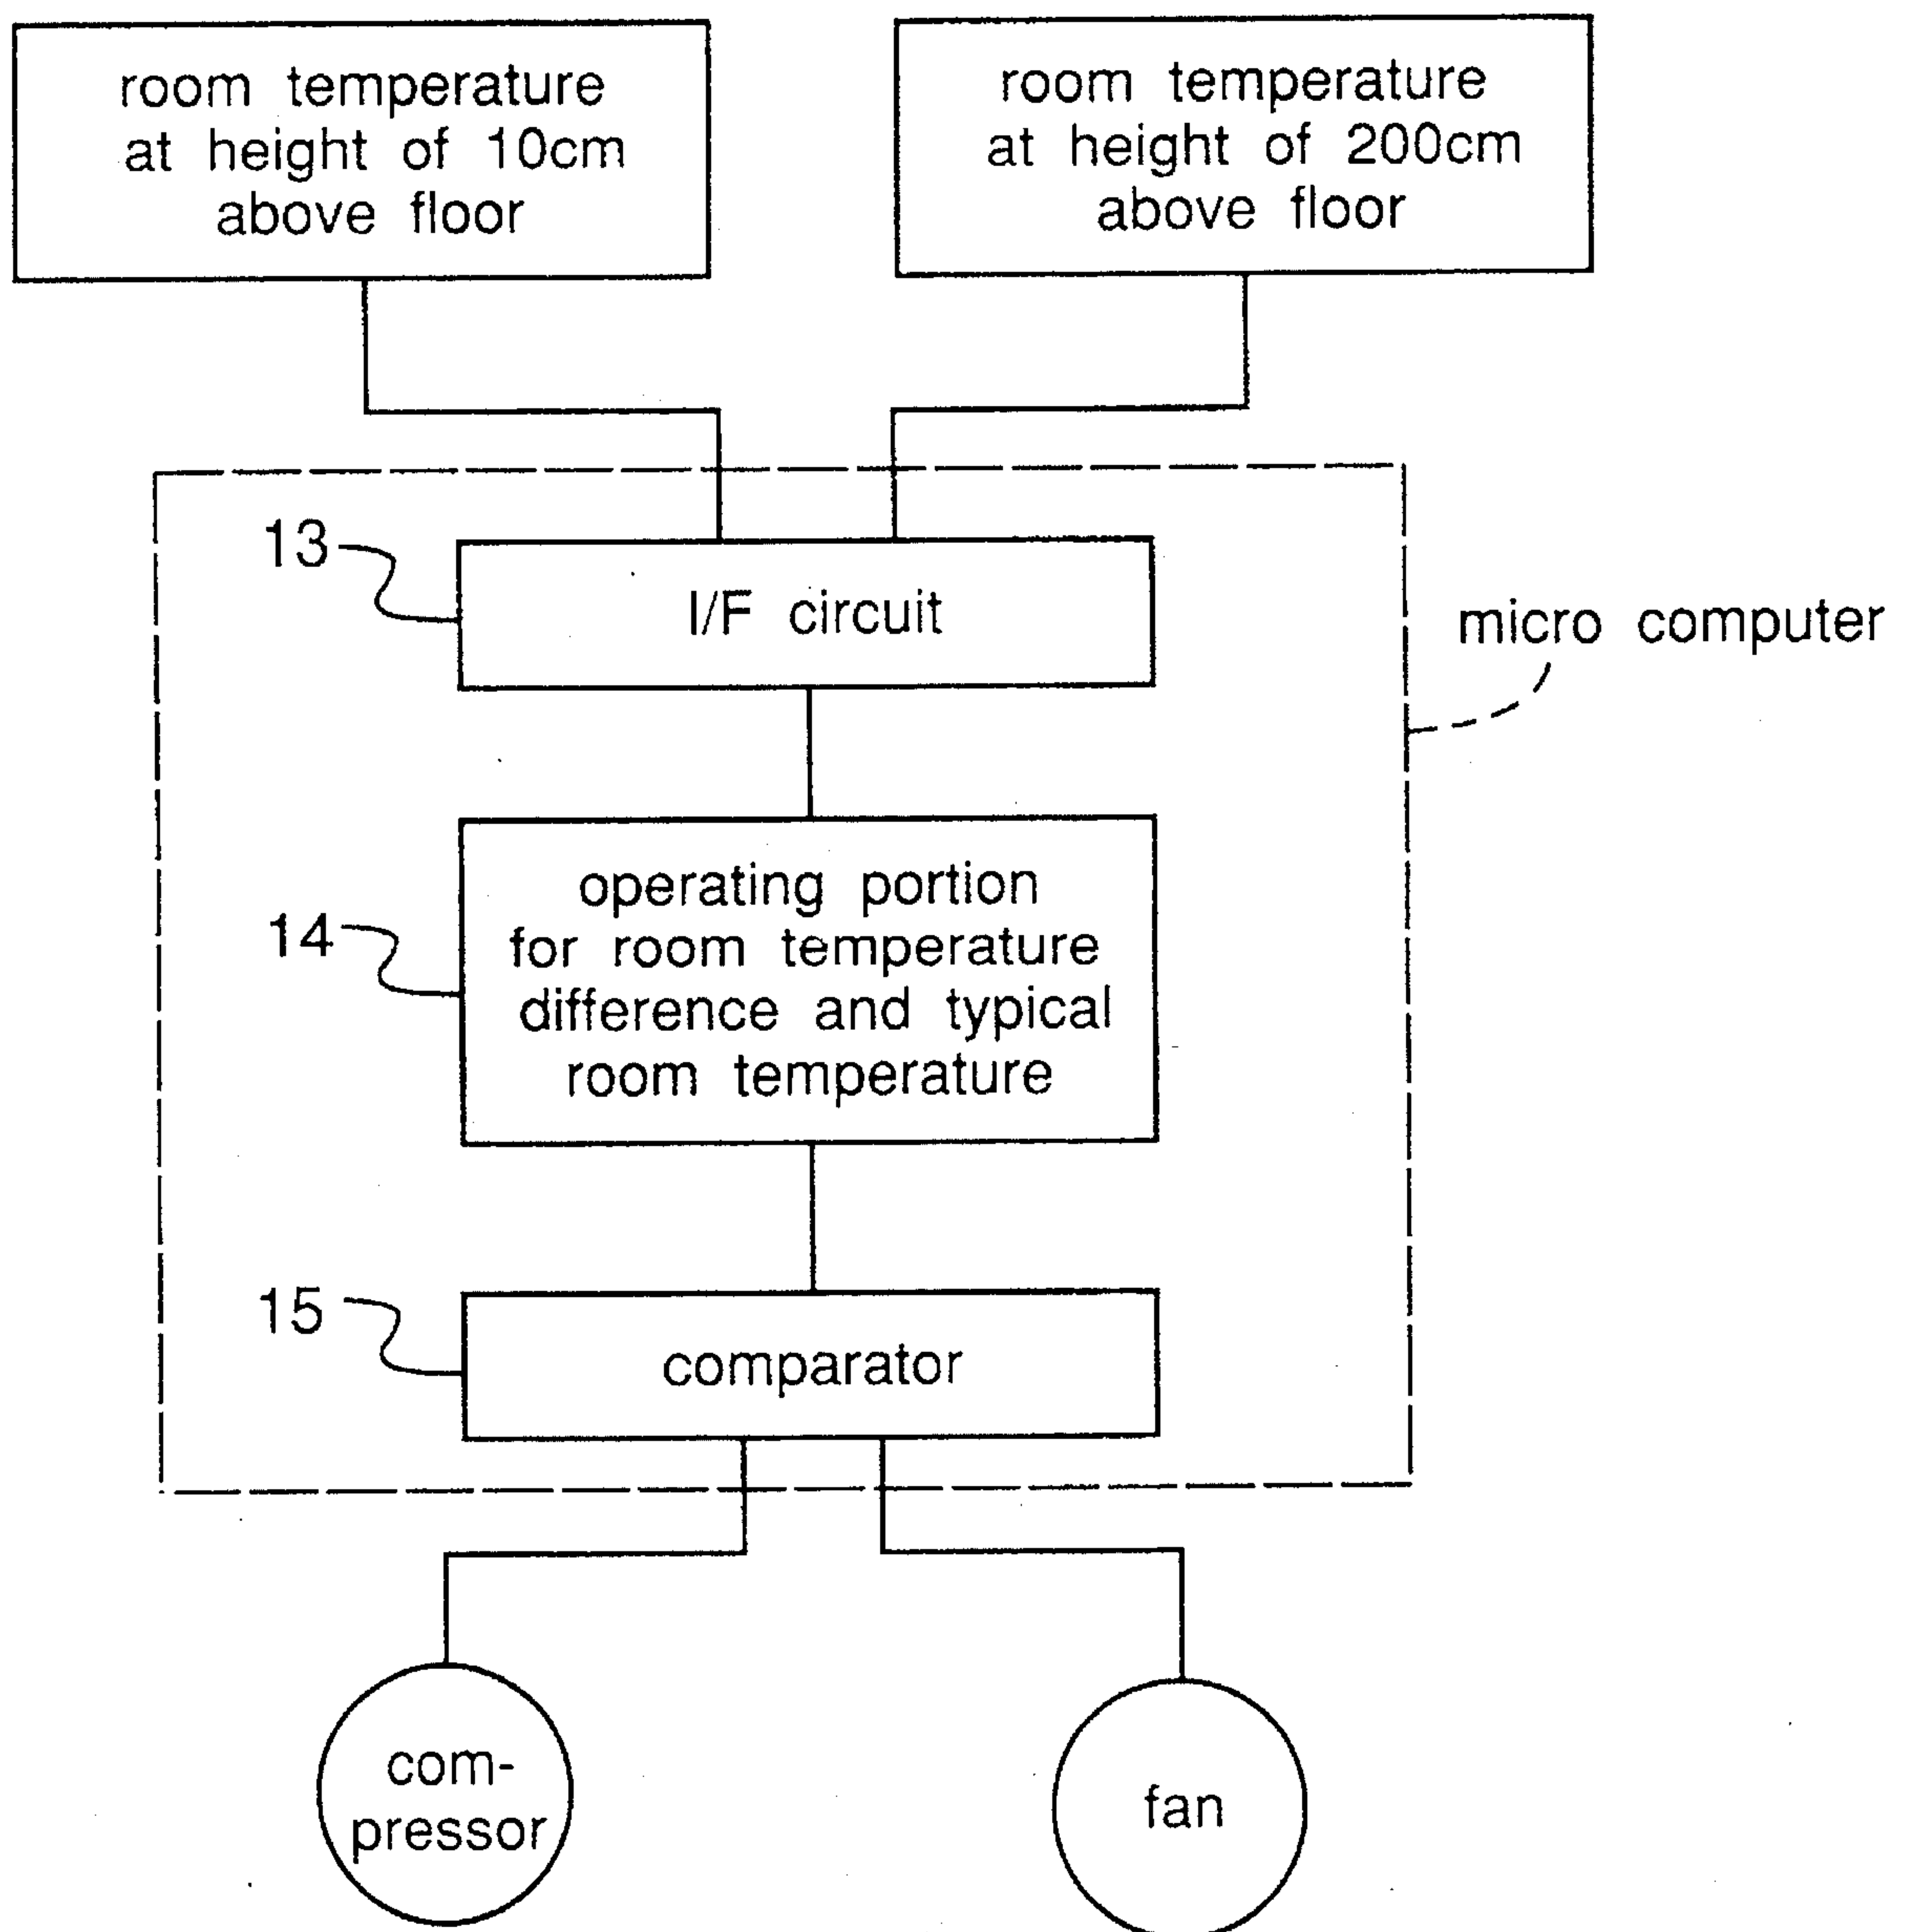 room temperature
at height of 10cm
above floor
room temperature
at height of 200cm
above floor
13
I/F circuit
micro computer
14
operating portion
for room temperature
difference and typical
room temperature
15
comparator
com-
pressor
fan